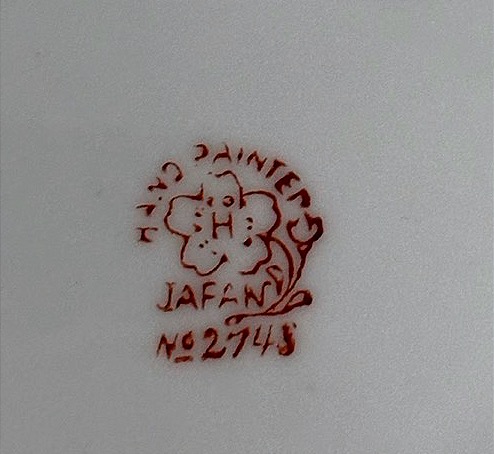 HAND PAINTED
H
JAPAN
No 2748